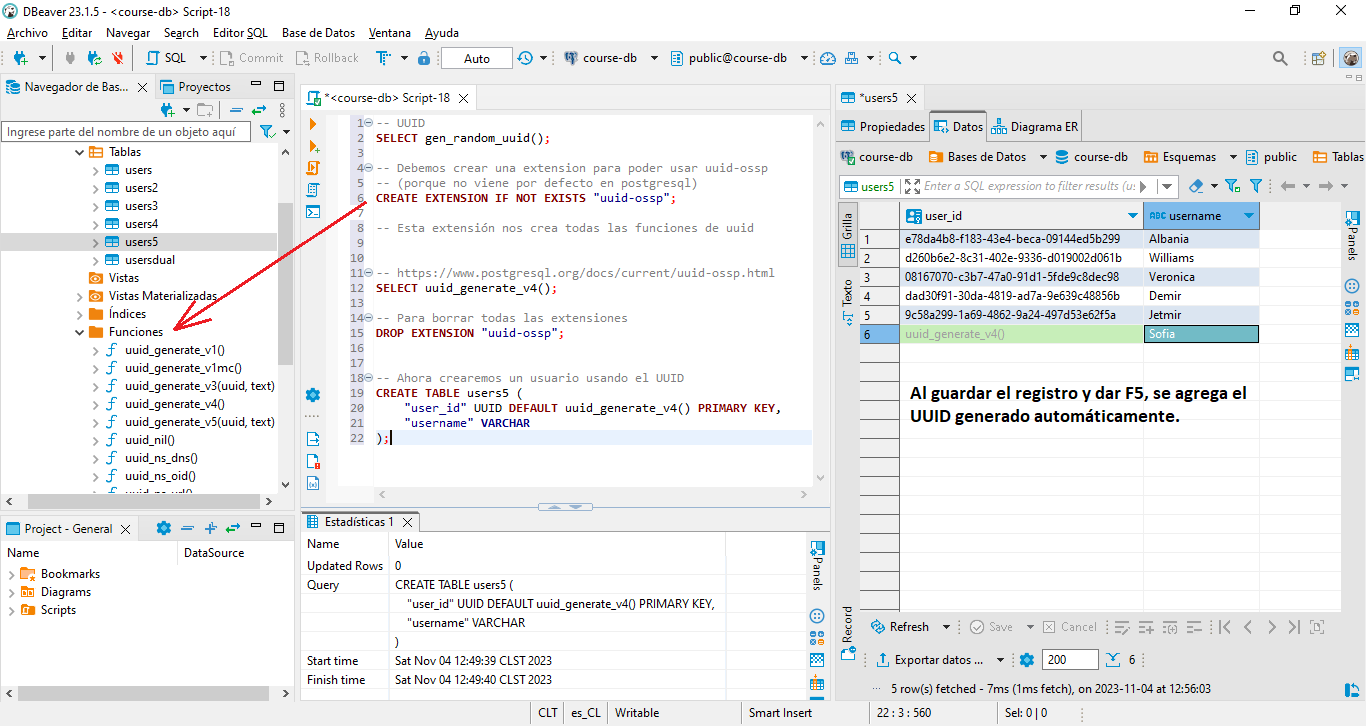 DBeaver 23.1.5 - <course-db> Script-18
Archivo Editar Navegar Search Editor SQL Base de Datos Ventana Ayuda
SQL Commit Rollback Auto course-db public@course-db
Navegador de Bas... Proyectos
Ingrese parte del nombre de un objeto aquí
Tablas
users
users2
users3
users4
users5
usersdual
Vistas
Vistas Materializadas
Índices
Funciones
uuid_generate_v1()
uuid_generate_v1mc()
uuid_generate_v3(uuid, text)
uuid_generate_v4()
uuid_generate_v5(uuid, text)
uuid_nil()
uuid_ns_dns()
uuid_ns_oid()
uuid_ns_url()
Project - General
Name DataSource
Bookmarks
Diagrams
Scripts
*<course-db> Script-18
1 -- UUID
2 SELECT gen_random_uuid();
3
4 -- Debemos crear una extension para poder usar uuid-ossp
5 -- (porque no viene por defecto en postgresql)
6 CREATE EXTENSION IF NOT EXISTS "uuid-ossp";
7
8 -- Esta extensión nos crea todas las funciones de uuid
9
10
11 -- https://www.postgresql.org/docs/current/uuid-ossp.html
12 SELECT uuid_generate_v4();
13
14 -- Para borrar todas las extensiones
15 DROP EXTENSION "uuid-ossp";
16
17
18 -- Ahora crearemos un usuario usando el UUID
19 CREATE TABLE users5 (
20 "user_id" UUID DEFAULT uuid_generate_v4() PRIMARY KEY,
21 "username" VARCHAR
22 );
Estadísticas 1
Name Value
Updated Rows 0
Query CREATE TABLE users5 (
"user_id" UUID DEFAULT uuid_generate_v4() PRIMARY KEY,
"username" VARCHAR
)
Start time Sat Nov 04 12:49:39 CLST 2023
Finish time Sat Nov 04 12:49:40 CLST 2023
Panels
*users5
Propiedades Datos Diagrama ER
course-db Bases de Datos course-db Esquemas public Tablas
users5 Enter a SQL expression to filter results (u
Grilla
Texto
Record
ABC
user_id username
1 e78da4b8-f183-43e4-beca-09144ed5b299 Albania
2 d260b6e2-8c31-402e-9336-d019002d061b Williams
3 08167070-c3b7-47a0-91d1-5fde9c8dec98 Veronica
4 dad30f91-30da-4819-ad7a-9e639c48856b Demir
5 9c58a299-1a69-4862-9a24-497d53e62f5a Jetmir
6 uuid_generate_v4() Sofia
Al guardar el registro y dar F5, se agrega el
UUID generado automáticamente.
Panels
Refresh Save Cancel
Exportar datos ... 200 6
5 row(s) fetched - 7ms (1ms fetch), on 2023-11-04 at 12:56:03
CLT es_CL Writable Smart Insert 22 : 3 : 560 Sel: 0 | 0